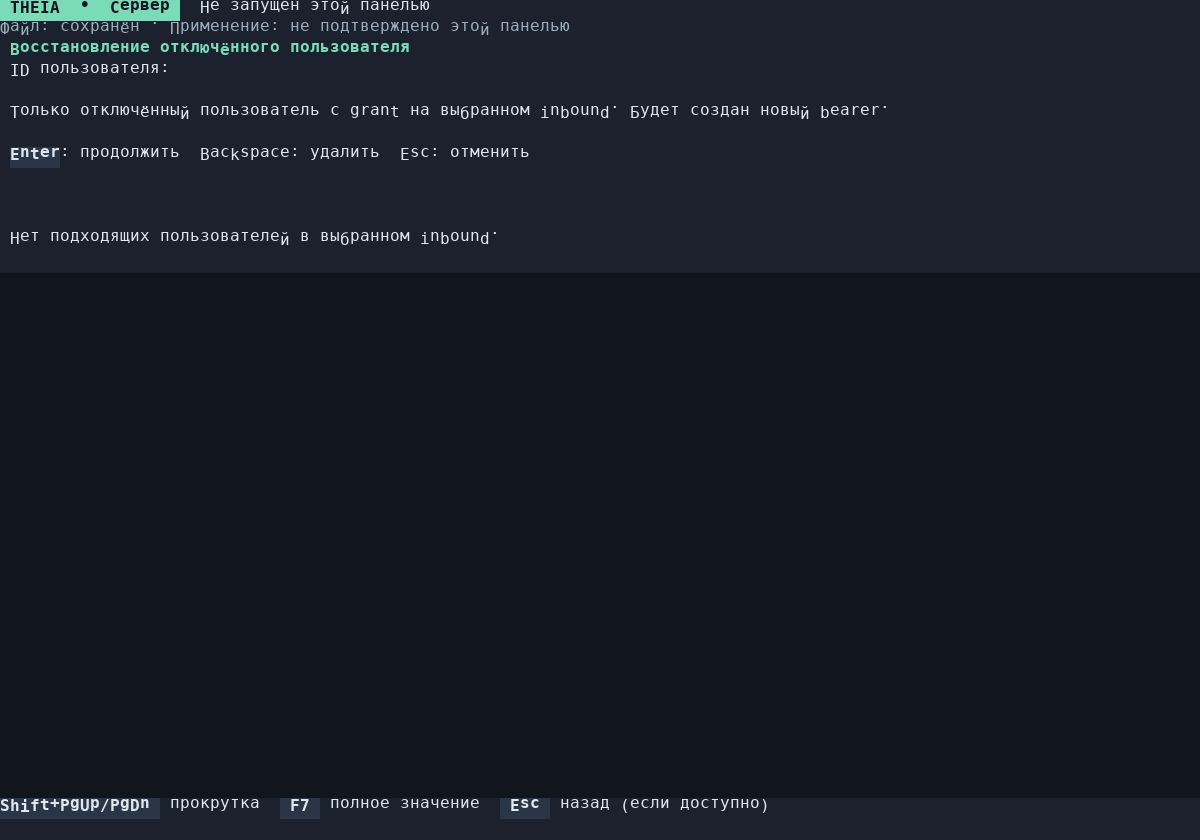 THEIA • Сервер Не запущен этой панелью
Файл: сохранён · Применение: не подтверждено этой панелью
Восстановление отключённого пользователя
ID пользователя:
Только отключённый пользователь с grant на выбранном inbound. Будет создан новый bearer.
Enter: продолжить Backspace: удалить Esc: отменить
Нет подходящих пользователей в выбранном inbound.
Shift+PgUp/PgDn прокрутка F7 полное значение Esc назад (если доступно)